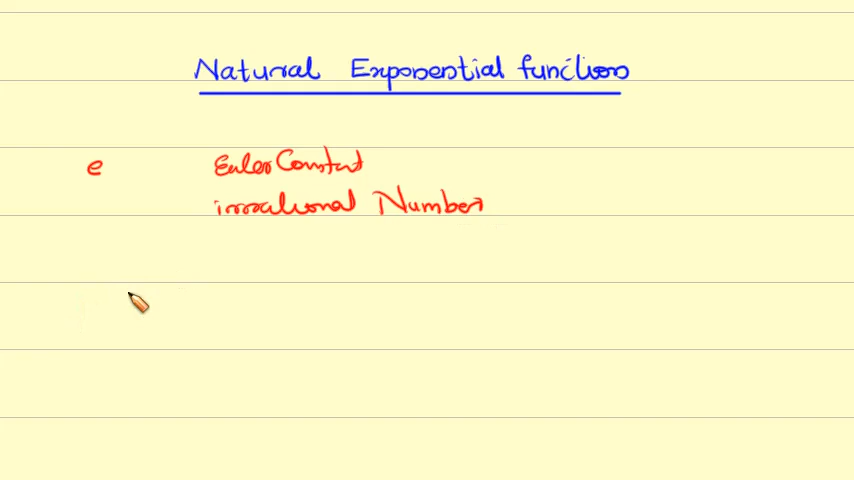 Natural Exponential function
e Euler Constant
irrational Number